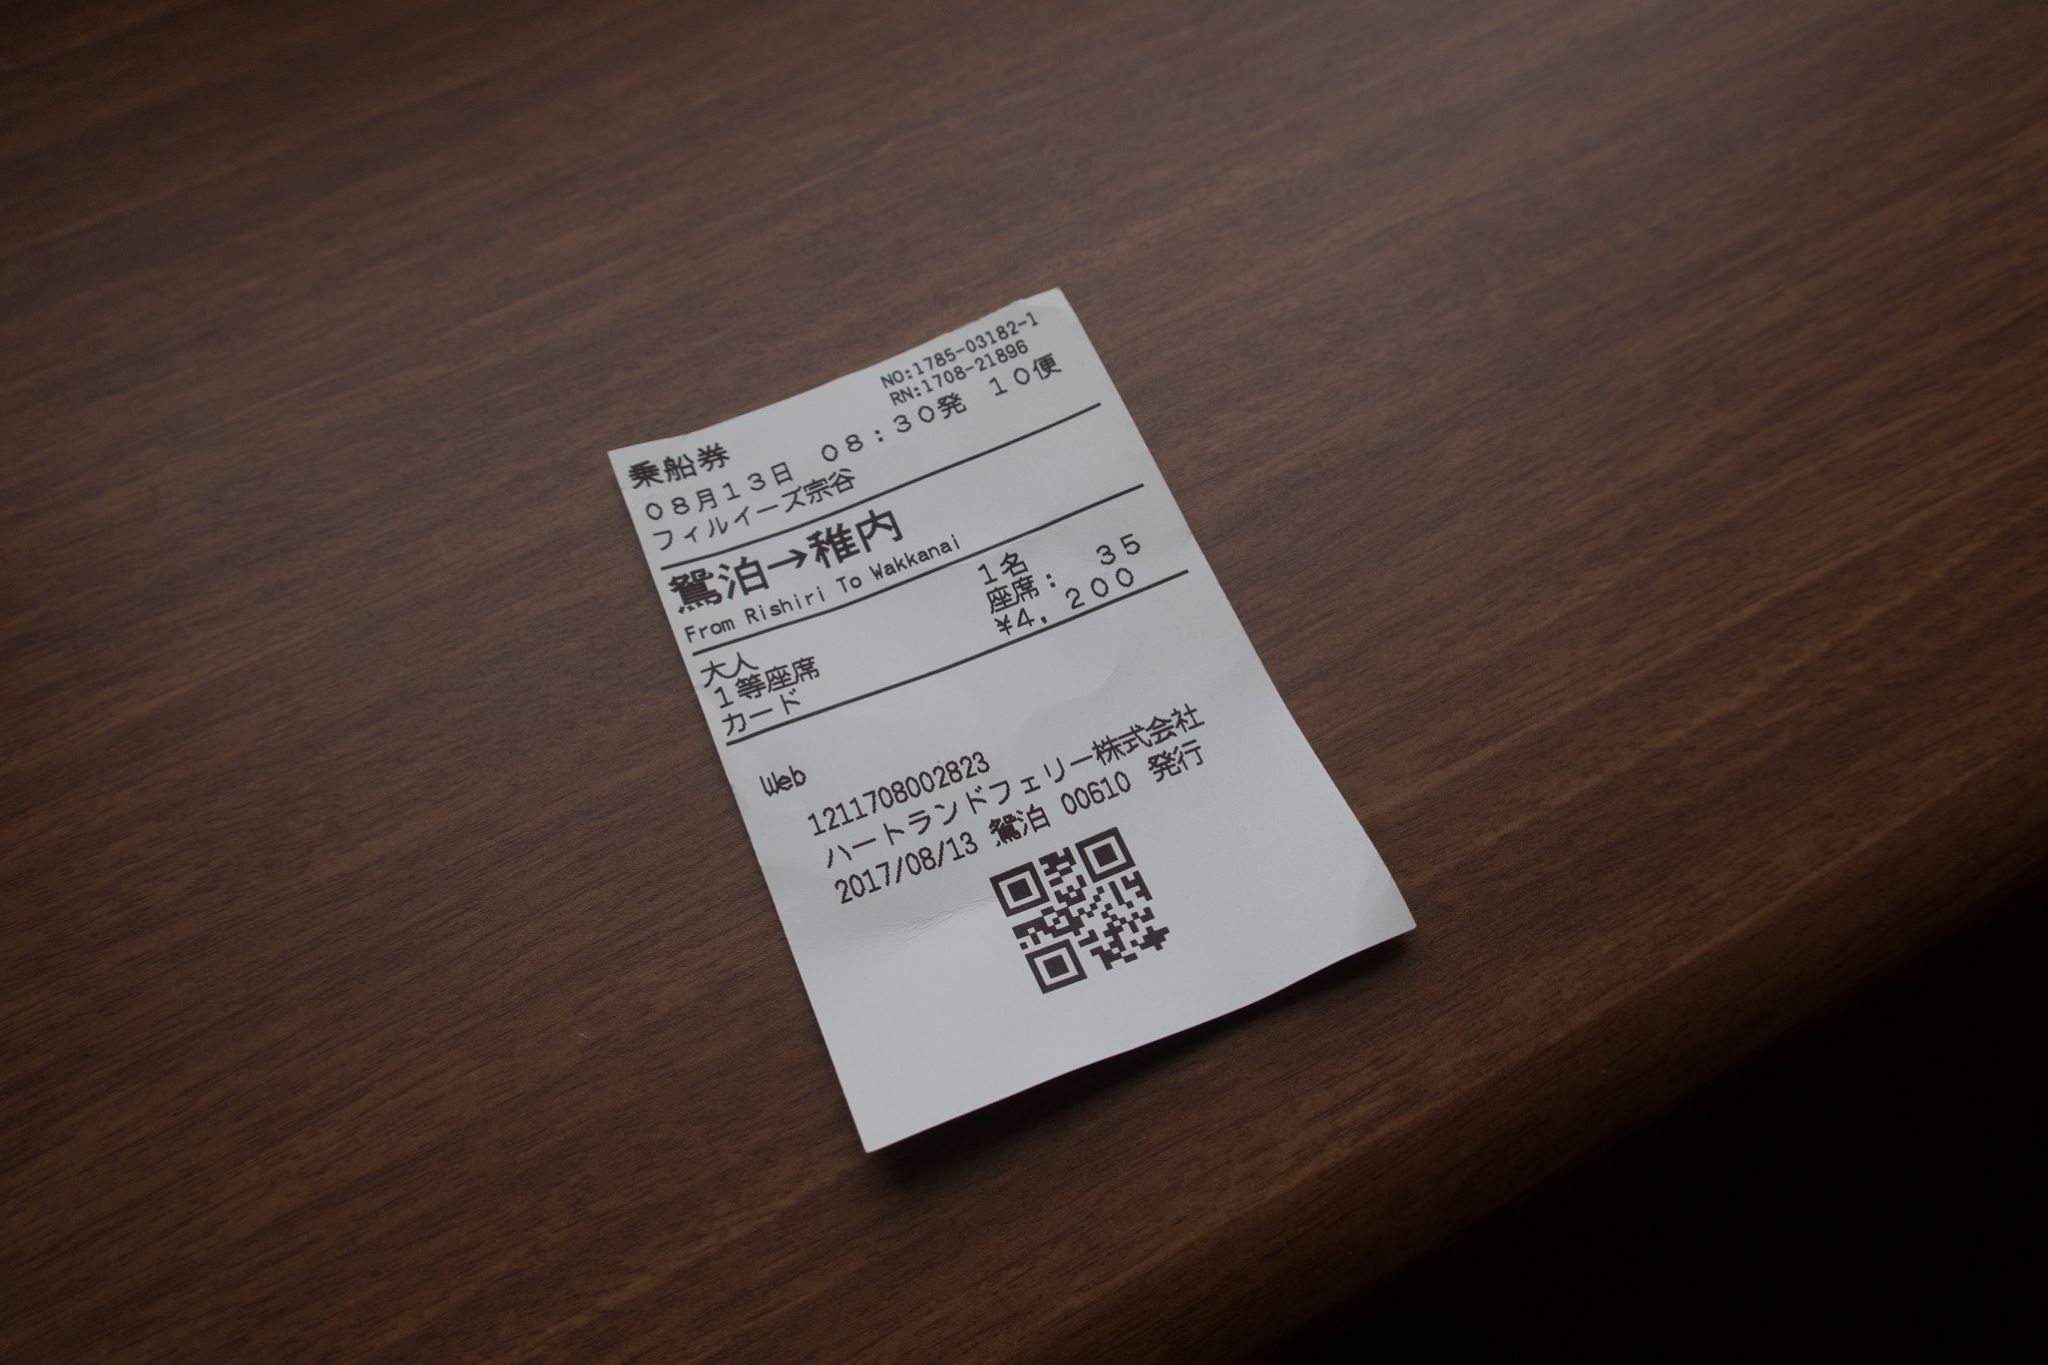 NO:1785-03182-1
RN:1708-21896
乗船券
08月13日 08:30発 10便
フィルイーズ宗谷
鴛泊→稚内
From Rishiri To Wakkanai
大人 1名
1等座席 座席: 35
カード ¥4,200
Web
1211708002823
ハートランドフェリー株式会社
2017/08/13 鴛泊 00610 発行